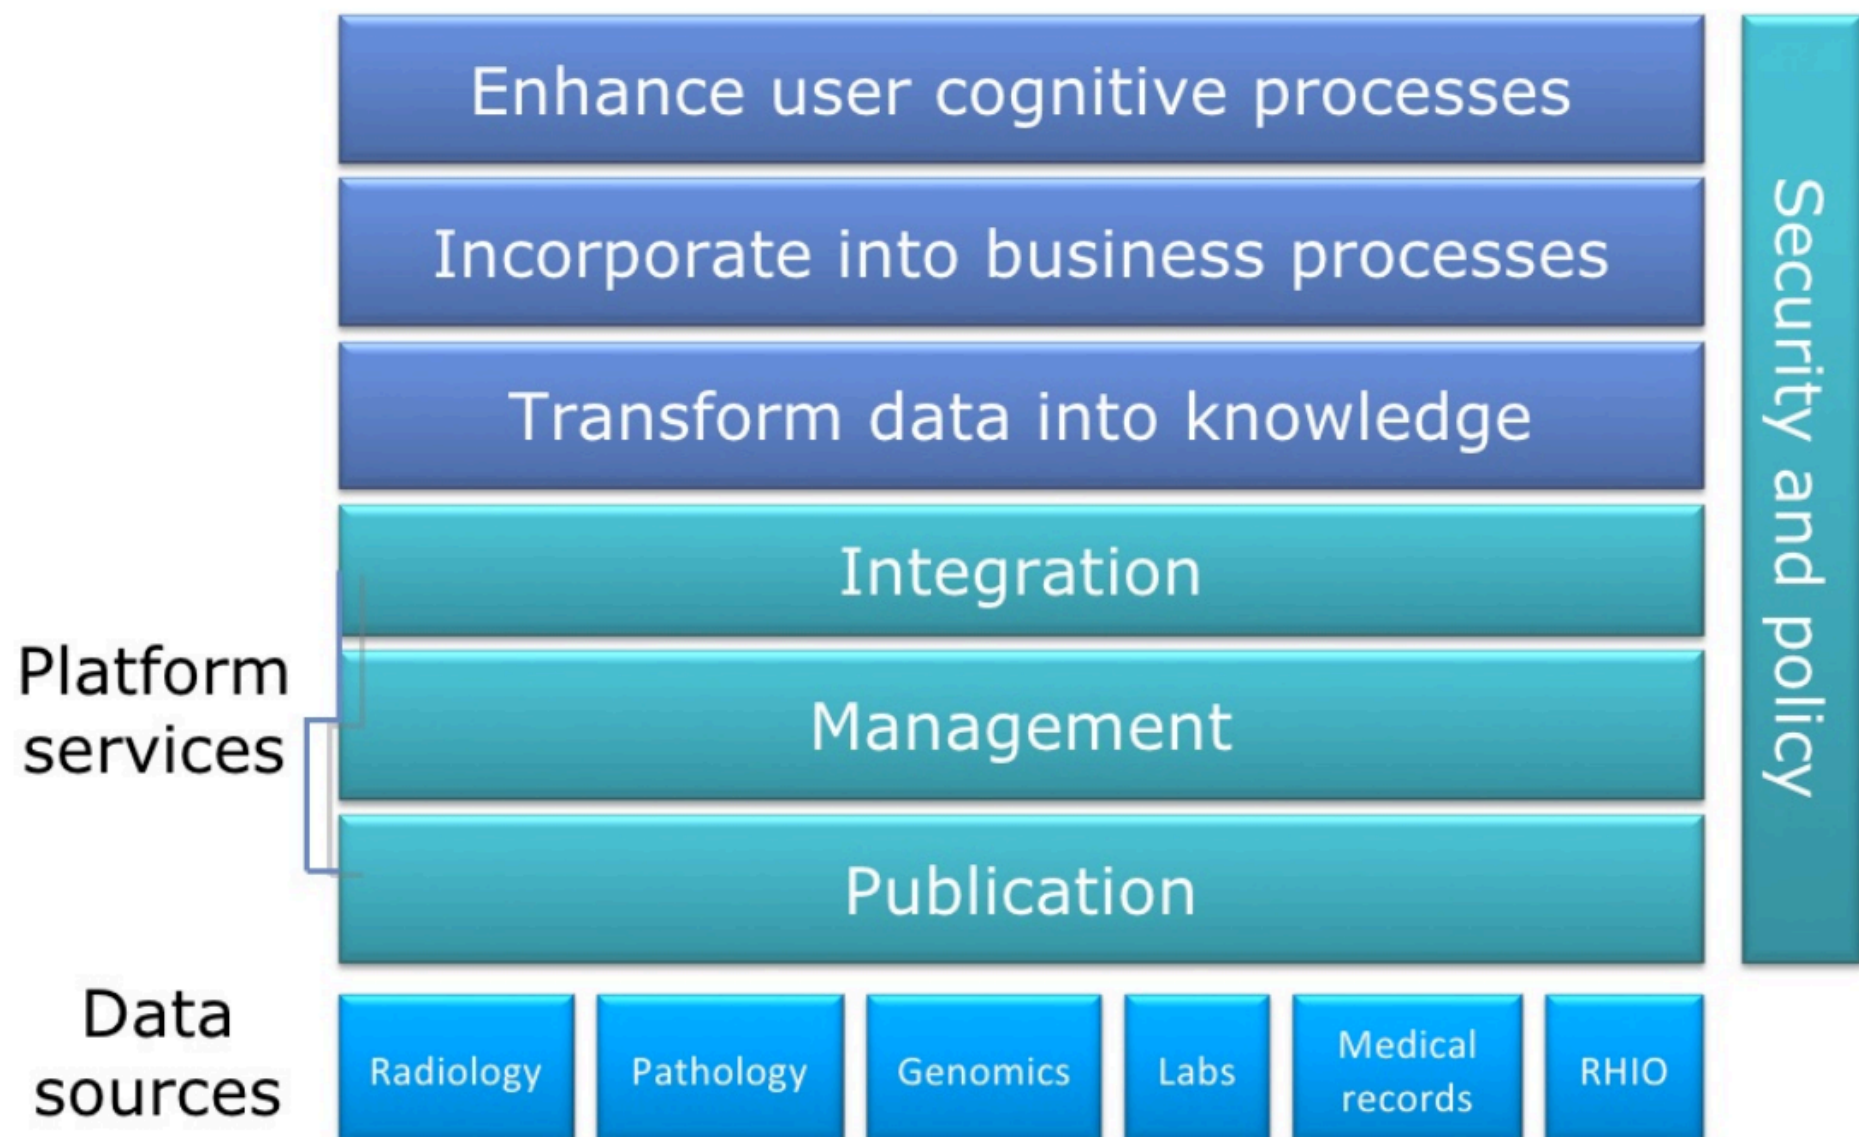 Enhance user cognitive processes
Incorporate into business processes
Transform data into knowledge
Integration
Management
Publication
Security and policy
Platform
services
Data
sources
Radiology
Pathology
Genomics
Labs
Medical
records
RHIO